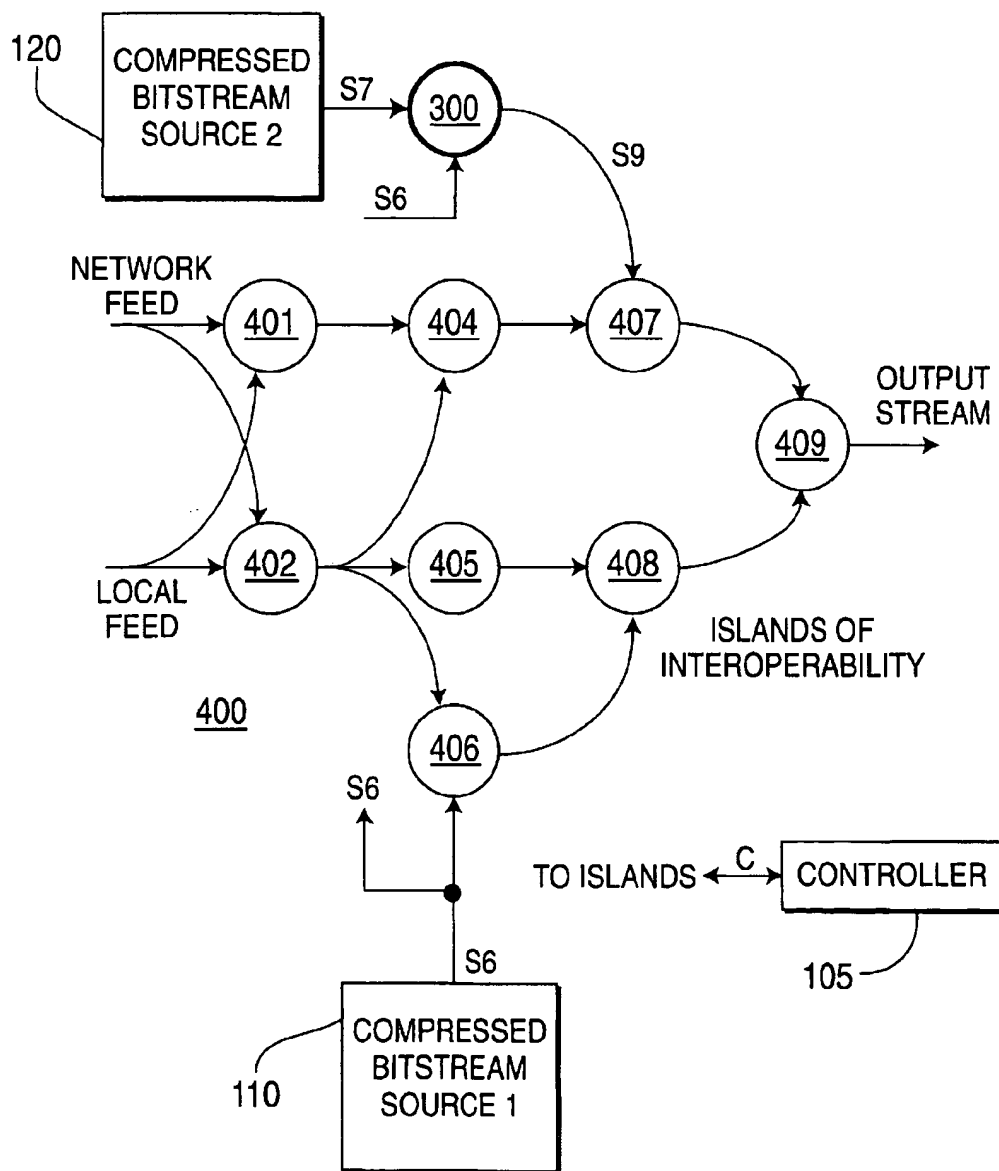 120
COMPRESSED
BITSTREAM
SOURCE 2
S7
300
S6
S9
NETWORK
FEED
401
404
407
OUTPUT
STREAM
409
LOCAL
FEED
402
405
408
ISLANDS OF
INTEROPERABILITY
400
406
S6
TO ISLANDS
C
CONTROLLER
105
S6
110
COMPRESSED
BITSTREAM
SOURCE 1